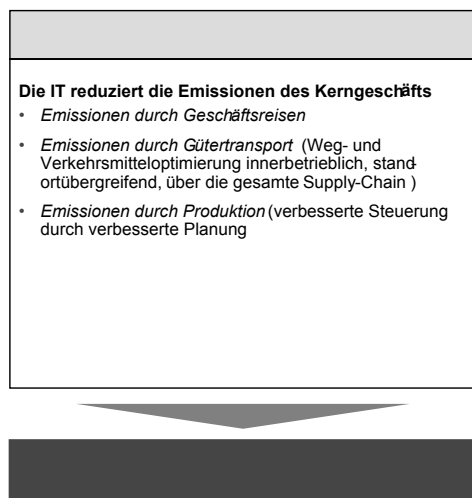 Die IT reduziert die Emissionen des Kerngeschäfts
• Emissionen durch Geschäftsreisen
• Emissionen durch Gütertransport (Weg- und
Verkehrsmitteloptimierung innerbetrieblich, stand-
ortübergreifend, über die gesamte Supply-Chain )
• Emissionen durch Produktion (verbesserte Steuerung
durch verbesserte Planung